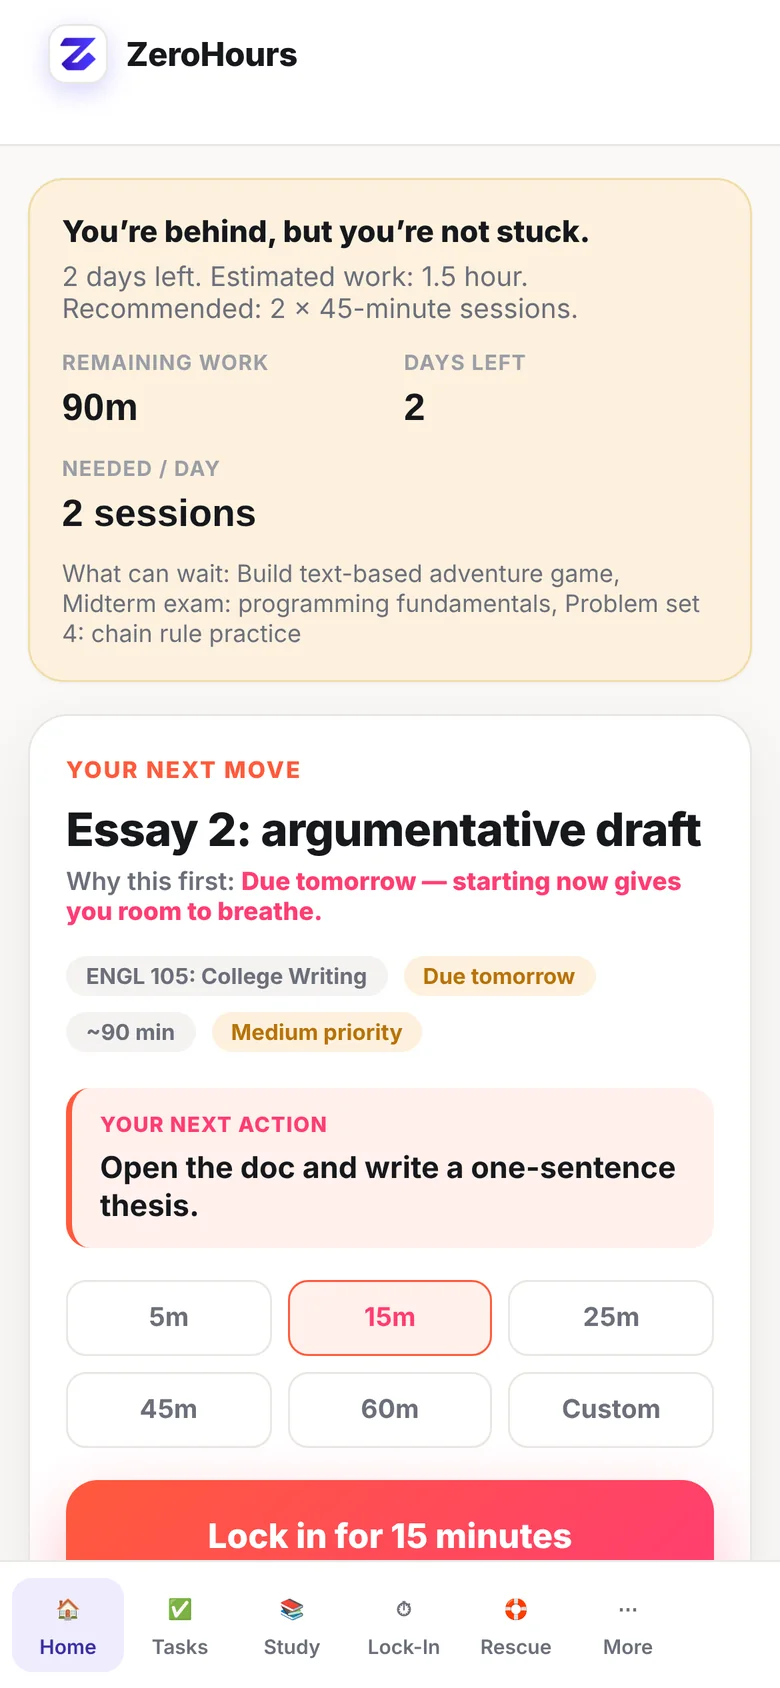 ZeroHours
You’re behind, but you’re not stuck.
2 days left. Estimated work: 1.5 hour.
Recommended: 2 × 45-minute sessions.
REMAINING WORK
90m
DAYS LEFT
2
NEEDED / DAY
2 sessions
What can wait: Build text-based adventure game,
Midterm exam: programming fundamentals, Problem set
4: chain rule practice
YOUR NEXT MOVE
Essay 2: argumentative draft
Why this first: Due tomorrow — starting now gives
you room to breathe.
ENGL 105: College Writing
Due tomorrow
~90 min
Medium priority
YOUR NEXT ACTION
Open the doc and write a one-sentence
thesis.
5m
15m
25m
45m
60m
Custom
Lock in for 15 minutes
Home
Tasks
Study
Lock-In
Rescue
More